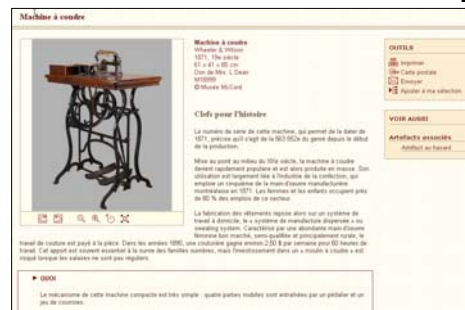 Machine à coudre
Machine à coudre
Wheeler & Wilson
1871, 19e siècle
61 x 41 x 85 cm
Don de Mrs. L Dean
M18999
© Musée McCord
Clefs pour l'histoire
Le numéro de série de cette machine, qui permet de la dater de
1871, précise qu'il s'agit de la 563 952e du genre depuis le début
de la production.
Mise au point au milieu du XIXe siècle, la machine à coudre
devient rapidement populaire et est alors produite en masse. Son
utilisation est largement liée à l'industrie de la confection, qui
emploie un cinquième de la main-d'oeuvre manufacturière
montréalaise en 1871. Les femmes et les enfants occupent près
de 80 % des emplois de ce secteur.
La fabrication des vêtements repose alors sur un système de
travail à domicile, le « système de manufacture dispersée » ou
sweating system. Caractérisé par une abondante main-d'oeuvre
féminine bon marché, semi-qualifiée et principalement rurale, le
travail de couture est payé à la pièce. Dans les années 1890, une couturière gagne environ 2,50 $ par semaine pour 60 heures de
travail. Cet apport est souvent essentiel à la survie des familles ouvrières, mais l'investissement dans un « moulin à coudre » est
risqué lorsque les salaires ne sont pas réguliers.
QUOI
Le mécanisme de cette machine compacte est très simple : quatre parties mobiles sont entraînées par un pédalier et un
jeu de courroies.
OUTILS
Imprimer
Carte postale
Envoyer
Ajouter à ma sélection
VOIR AUSSI
Artefacts associés
Artefact au hasard